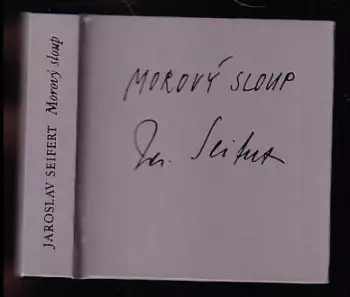 JAROSLAV SEIFERT Morový sloup
MOROVÝ SLOUP
Jar. Seifert